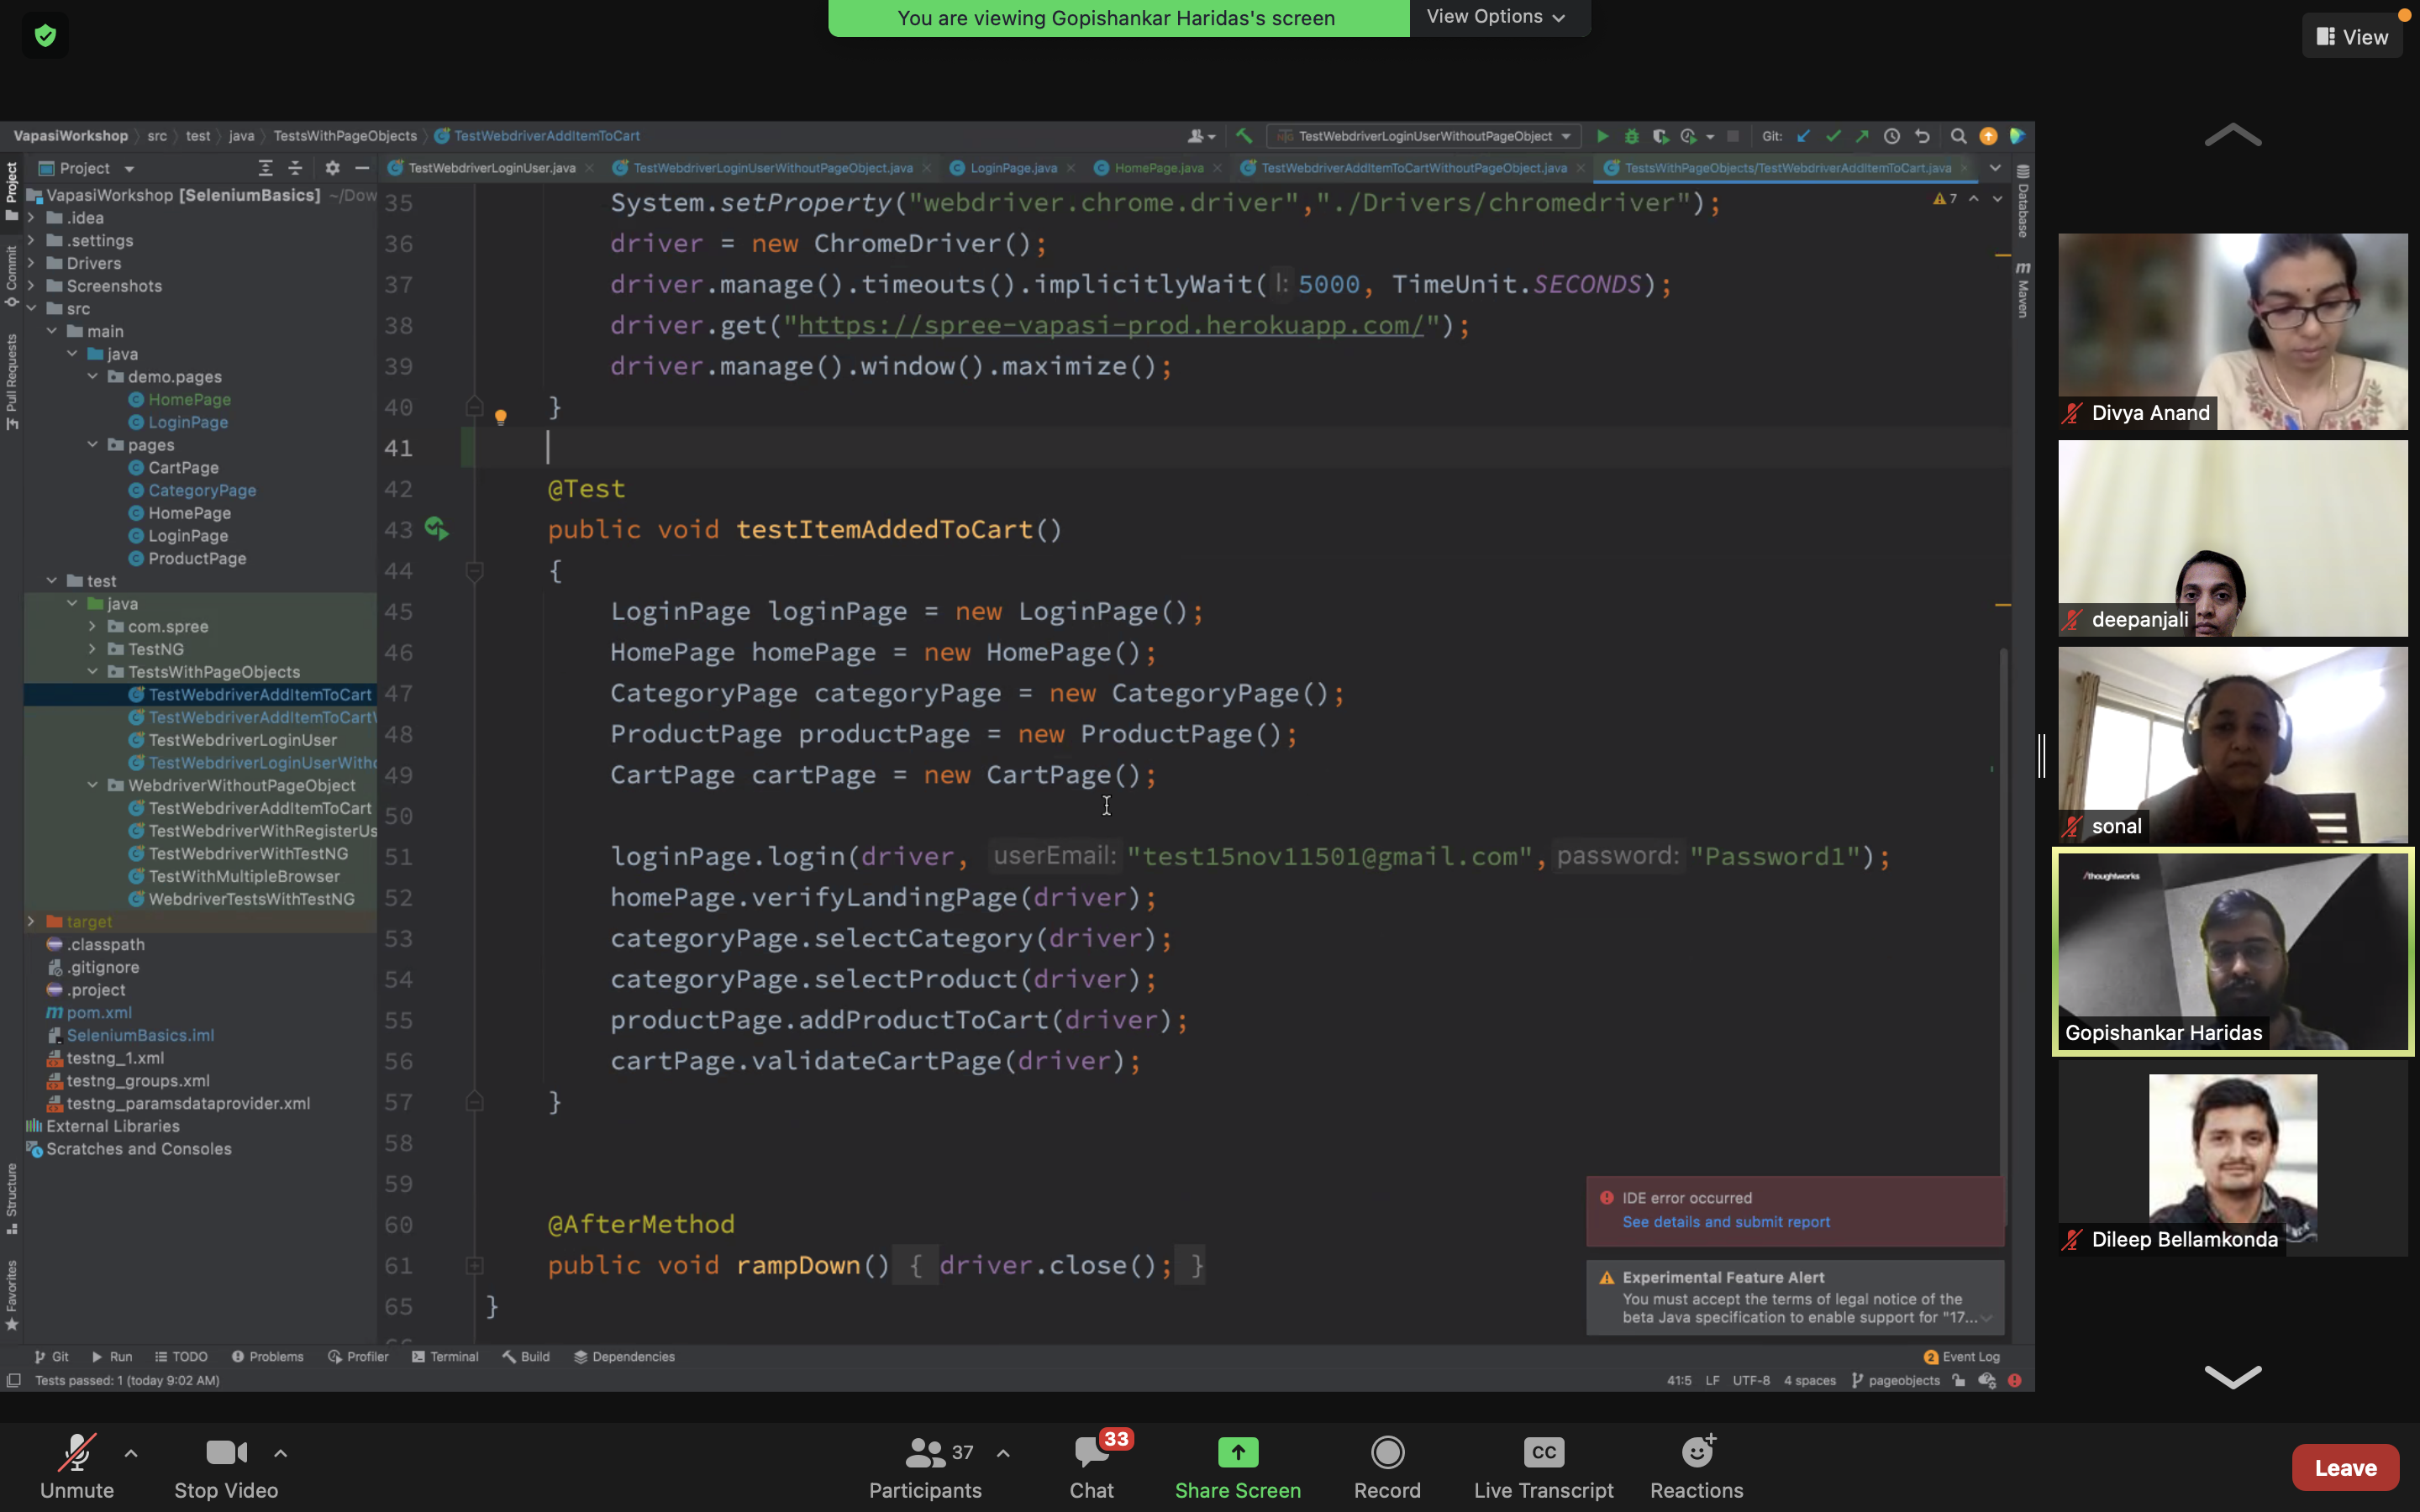 You are viewing Gopishankar Haridas's screen
View Options
View
VapasiWorkshop src test java TestsWithPageObjects TestWebdriverAddItemToCart
TestWebdriverLoginUserWithoutPageObject
Git:
Project
TestWebdriverLoginUser.java
TestWebdriverLoginUserWithoutPageObject.java
LoginPage.java
HomePage.java
TestWebdriverAddItemToCartWithoutPageObject.java
TestsWithPageObjects/TestWebdriverAddItemToCart.java
Project
Commit
Pull Requests
Structure
Favorites
VapasiWorkshop [SeleniumBasics] ~/Dow
.idea
.settings
Drivers
Screenshots
src
main
java
demo.pages
HomePage
LoginPage
pages
CartPage
CategoryPage
HomePage
LoginPage
ProductPage
test
java
com.spree
TestNG
TestsWithPageObjects
TestWebdriverAddItemToCart
TestWebdriverAddItemToCartW
TestWebdriverLoginUser
TestWebdriverLoginUserWitho
WebdriverWithoutPageObject
TestWebdriverAddItemToCart
TestWebdriverWithRegisterUs
TestWebdriverWithTestNG
TestWithMultipleBrowser
WebdriverTestsWithTestNG
target
.classpath
.gitignore
.project
pom.xml
SeleniumBasics.iml
testng_1.xml
testng_groups.xml
testng_paramsdataprovider.xml
External Libraries
Scratches and Consoles
35 System.setProperty("webdriver.chrome.driver","./Drivers/chromedriver");
36 driver = new ChromeDriver();
37 driver.manage().timeouts().implicitlyWait( l: 5000, TimeUnit.SECONDS);
38 driver.get("https://spree-vapasi-prod.herokuapp.com/");
39 driver.manage().window().maximize();
40 }
41
42 @Test
43 public void testItemAddedToCart()
44 {
45 LoginPage loginPage = new LoginPage();
46 HomePage homePage = new HomePage();
47 CategoryPage categoryPage = new CategoryPage();
48 ProductPage productPage = new ProductPage();
49 CartPage cartPage = new CartPage();
50
51 loginPage.login(driver, userEmail: "test15nov11501@gmail.com", password: "Password1");
52 homePage.verifyLandingPage(driver);
53 categoryPage.selectCategory(driver);
54 categoryPage.selectProduct(driver);
55 productPage.addProductToCart(driver);
56 cartPage.validateCartPage(driver);
57 }
58
59
60 @AfterMethod
61 public void rampDown() { driver.close(); }
65 }
7
Database
Maven
IDE error occurred
See details and submit report
Experimental Feature Alert
You must accept the terms of legal notice of the
beta Java specification to enable support for "17...
Git Run TODO Problems Profiler Terminal Build Dependencies
2 Event Log
Tests passed: 1 (today 9:02 AM)
41:5 LF UTF-8 4 spaces pageobjects
Divya Anand
deepanjali
sonal
/thoughtworks
Gopishankar Haridas
Dileep Bellamkonda
Unmute
Stop Video
37
Participants
33
Chat
Share Screen
Record
CC
Live Transcript
Reactions
Leave